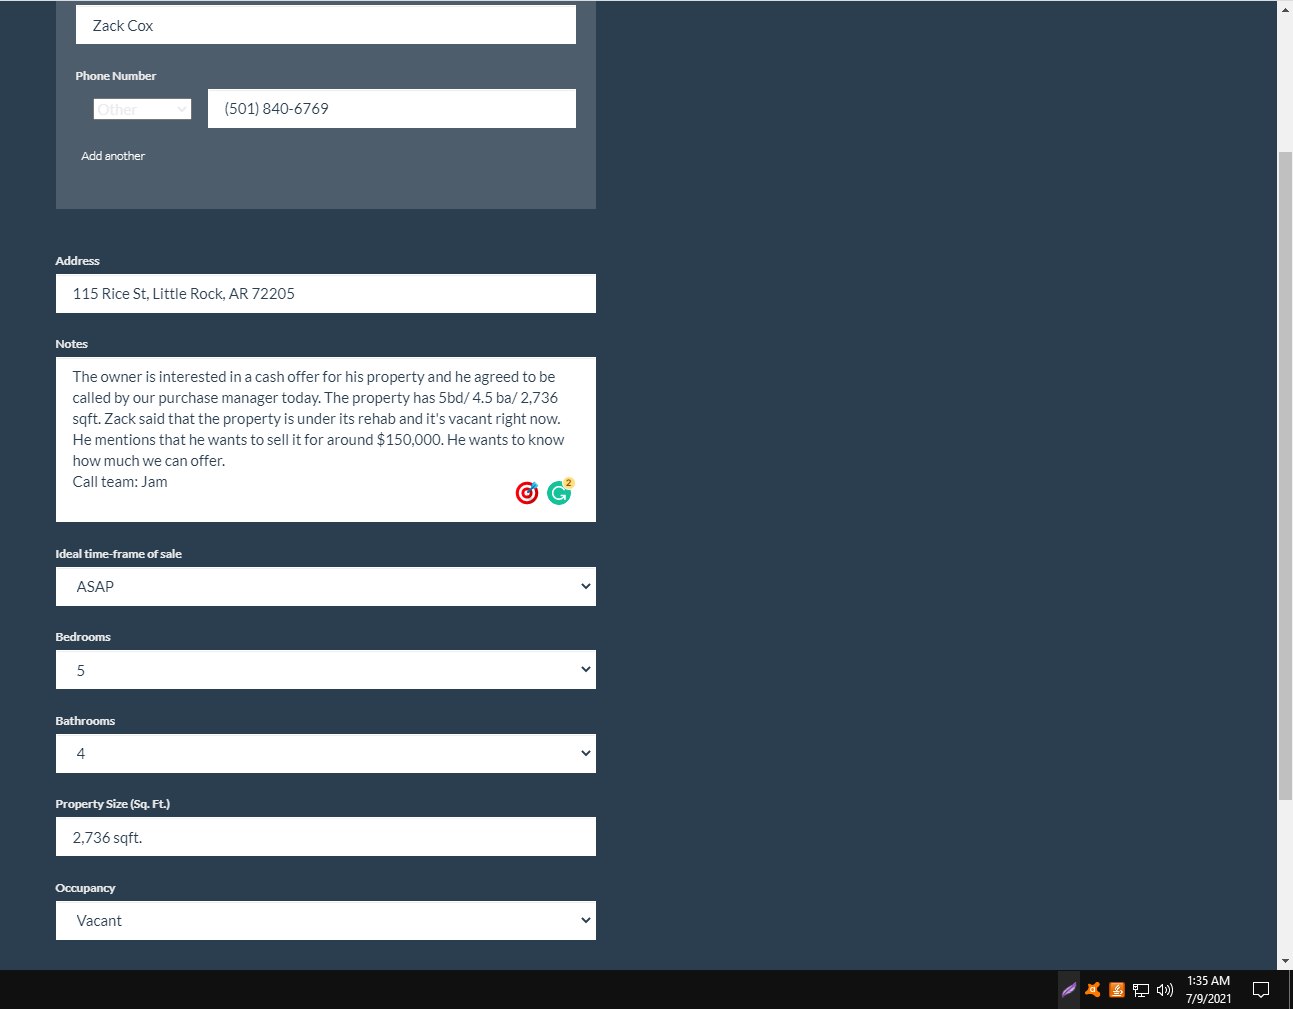 Zack Cox
Phone Number
Other
(501) 840-6769
Add another
Address
115 Rice St, Little Rock, AR 72205
Notes
The owner is interested in a cash offer for his property and he agreed to be
called by our purchase manager today. The property has 5bd/ 4.5 ba/ 2,736
sqft. Zack said that the property is under its rehab and it's vacant right now.
He mentions that he wants to sell it for around $150,000. He wants to know
how much we can offer.
Call team: Jam
2
Ideal time-frame of sale
ASAP
Bedrooms
5
Bathrooms
4
Property Size (Sq. Ft.)
2,736 sqft.
Occupancy
Vacant
1:35 AM
7/9/2021